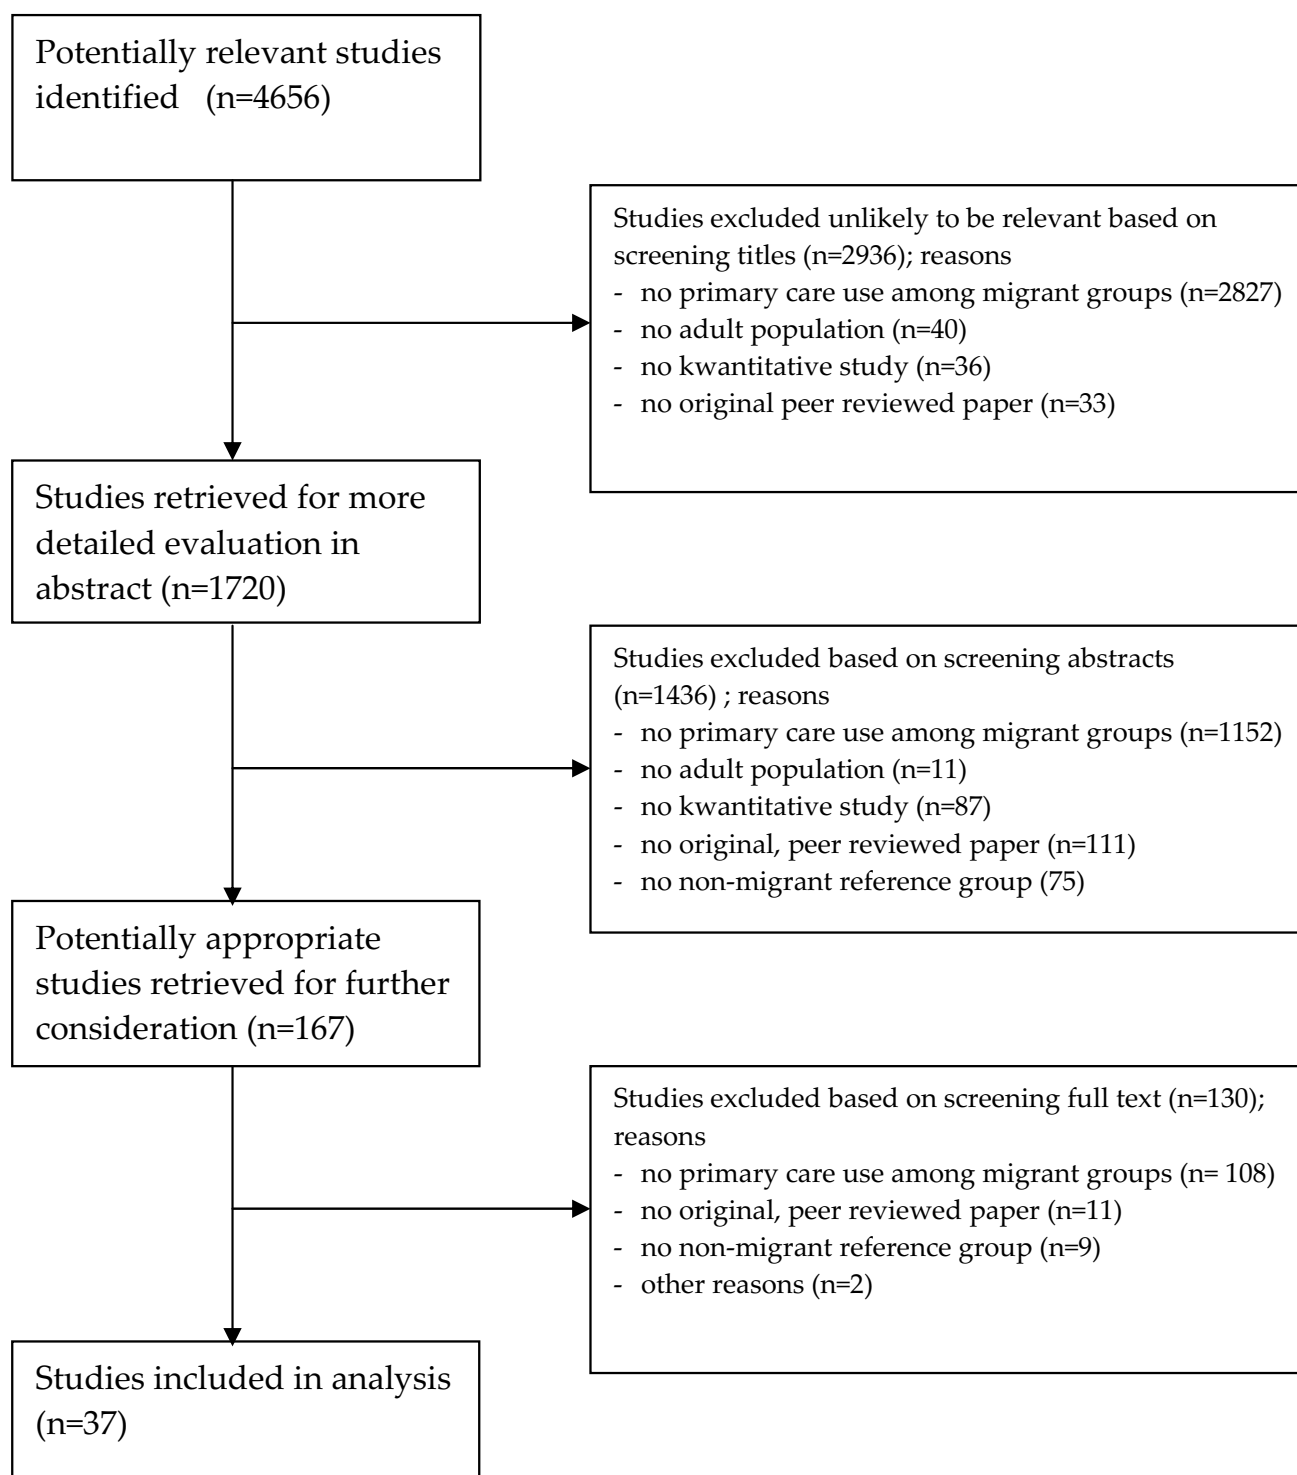 Potentially relevant studies
identified (n=4656)
Studies excluded unlikely to be relevant based on
screening titles (n=2936); reasons
- no primary care use among migrant groups (n=2827)
- no adult population (n=40)
- no kwantitative study (n=36)
- no original peer reviewed paper (n=33)
Studies retrieved for more
detailed evaluation in
abstract (n=1720)
Studies excluded based on screening abstracts
(n=1436) ; reasons
- no primary care use among migrant groups (n=1152)
- no adult population (n=11)
- no kwantitative study (n=87)
- no original, peer reviewed paper (n=111)
- no non-migrant reference group (75)
Potentially appropriate
studies retrieved for further
consideration (n=167)
Studies excluded based on screening full text (n=130);
reasons
- no primary care use among migrant groups (n= 108)
- no original, peer reviewed paper (n=11)
- no non-migrant reference group (n=9)
- other reasons (n=2)
Studies included in analysis
(n=37)